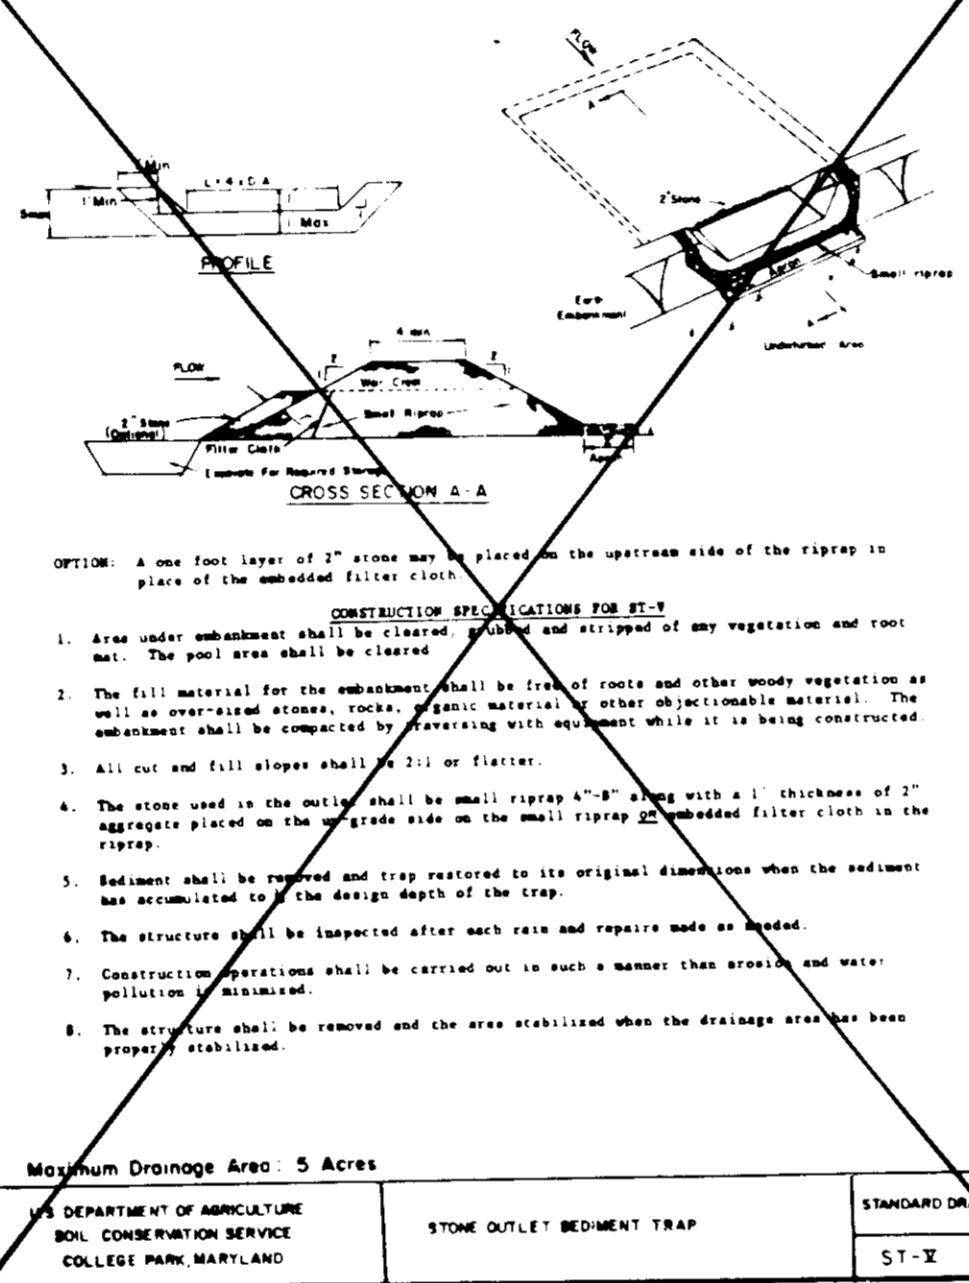 FLOW
A
2" Stone
Apron
Small riprap
Earth
Embankment
A
Undisturbed Area
Min
L = 4 x D A
1' Min
5 max
1 Max
PROFILE
4 min
2
2
1
FLOW
Weir Crest
Small Riprap
2" Stone
(Optional)
Filter Cloth
Excavate For Required Storage
Apron
CROSS SECTION A-A
OPTION: A one foot layer of 2" stone may be placed on the upstream side of the riprap in
place of the embedded filter cloth.
CONSTRUCTION SPECIFICATIONS FOR ST-V
1. Area under embankment shall be cleared, grubbed and stripped of any vegetation and root
mat. The pool area shall be cleared
2. The fill material for the embankment shall be free of roots and other woody vegetation as
well as over-sized stones, rocks, organic material or other objectionable material. The
embankment shall be compacted by traversing with equipment while it is being constructed.
3. All cut and fill slopes shall be 2:1 or flatter.
4. The stone used in the outlet shall be small riprap 4"-8" along with a 1' thickness of 2"
aggregate placed on the up-grade side on the small riprap OR embedded filter cloth in the
riprap.
5. Sediment shall be removed and trap restored to its original dimensions when the sediment
has accumulated to the design depth of the trap.
6. The structure shall be inspected after each rain and repairs made as needed.
7. Construction operations shall be carried out in such a manner than erosion and water
pollution is minimized.
8. The structure shall be removed and the area stabilized when the drainage area has been
properly stabilized.
Maximum Drainage Area: 5 Acres
U.S DEPARTMENT OF AGRICULTURE
SOIL CONSERVATION SERVICE
COLLEGE PARK, MARYLAND
STONE OUTLET SEDIMENT TRAP
STANDARD DR
ST-V